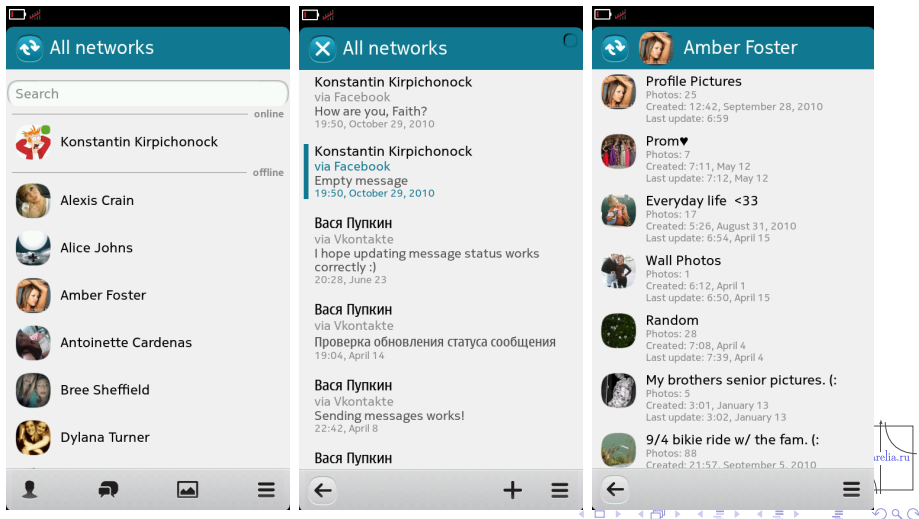 All networks
Search
online
Konstantin Kirpichonock
offline
Alexis Crain
Alice Johns
Amber Foster
Antoinette Cardenas
Bree Sheffield
Dylana Turner
All networks
Konstantin Kirpichonock
via Facebook
How are you, Faith?
19:50, October 29, 2010
Konstantin Kirpichonock
via Facebook
Empty message
19:50, October 29, 2010
Вася Пупкин
via Vkontakte
I hope updating message status works
correctly :)
20:28, June 23
Вася Пупкин
via Vkontakte
Проверка обновления статуса сообщения
19:04, April 14
Вася Пупкин
via Vkontakte
Sending messages works!
22:42, April 8
Вася Пупкин
Amber Foster
Profile Pictures
Photos: 25
Created: 12:42, September 28, 2010
Last update: 6:59
Prom♥
Photos: 7
Created: 7:11, May 12
Last update: 7:12, May 12
Everyday life <33
Photos: 17
Created: 5:26, August 31, 2010
Last update: 6:54, April 15
Wall Photos
Photos: 1
Created: 6:12, April 1
Last update: 6:50, April 15
Random
Photos: 28
Created: 7:08, April 4
Last update: 7:39, April 4
My brothers senior pictures. (:
Photos: 5
Created: 3:01, January 13
Last update: 3:02, January 13
9/4 bikie ride w/ the fam. (:
Photos: 88
Created: 21:57, September 5, 2010
arelia.ru